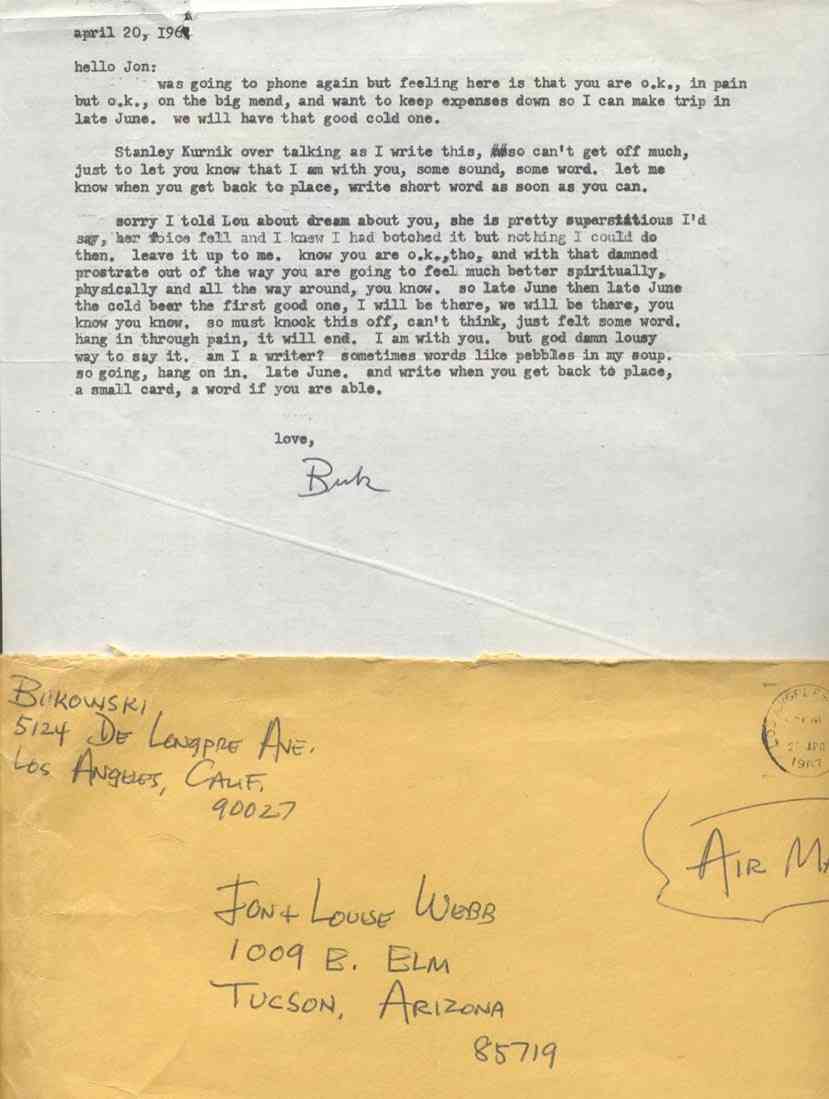 april 20, 196
hello Jon:
was going to phone again but feeling here is that you are o.k., in pain
but o.k., on the big mend, and want to keep expenses down so I can make trip in
late June. we will have that good cold one.
Stanley Kurnik over talking as I write this, so can't get off much,
just to let you know that I am with you, some sound, some word. let me
know when you get back to place, write short word as soon as you can.
sorry I told Lou about dream about you, she is pretty superstitious I'd
say, her voice fell and I knew I had botched it but nothing I could do
then. leave it up to me. know you are o.k.,tho, and with that damned
prostrate out of the way you are going to feel much better spiritually,
physically and all the way around, you know. so late June then late June
the cold beer the first good one, I will be there, we will be there, you
know you know. so must knock this off, can't think, just felt some word.
hang in through pain, it will end. I am with you. but god damn lousy
way to say it. am I a writer? sometimes words like pebbles in my soup.
so going, hang on in. late June. and write when you get back to place,
a small card, a word if you are able.
love,
Buk
BUKOWSKI
5124 DE LONGPRE AVE.
LOS ANGELES, CALIF.
90027
LOS ANGELES
APR
1967
AIR MA
JON + LOUISE WEBB
1009 E. ELM
TUCSON, ARIZONA
85719